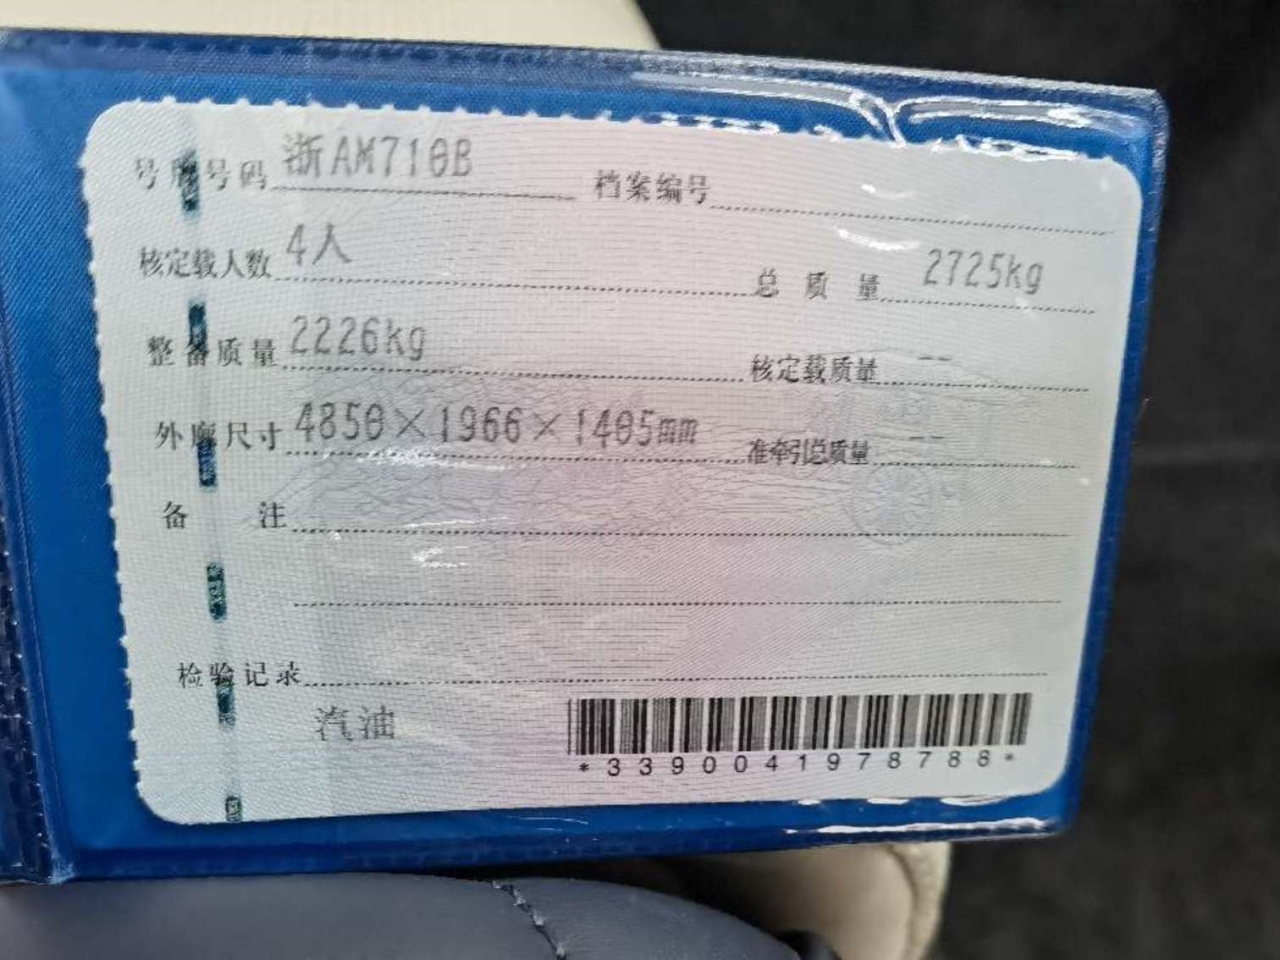 号牌号码 浙AM710B 档案编号
核定载人数 4人 总质量 2725kg
整备质量 2226kg 核定载质量 --
外廓尺寸 4850×1966×1405mm 准牵引总质量 --
备注
检验记录
汽油
*3390041978788*